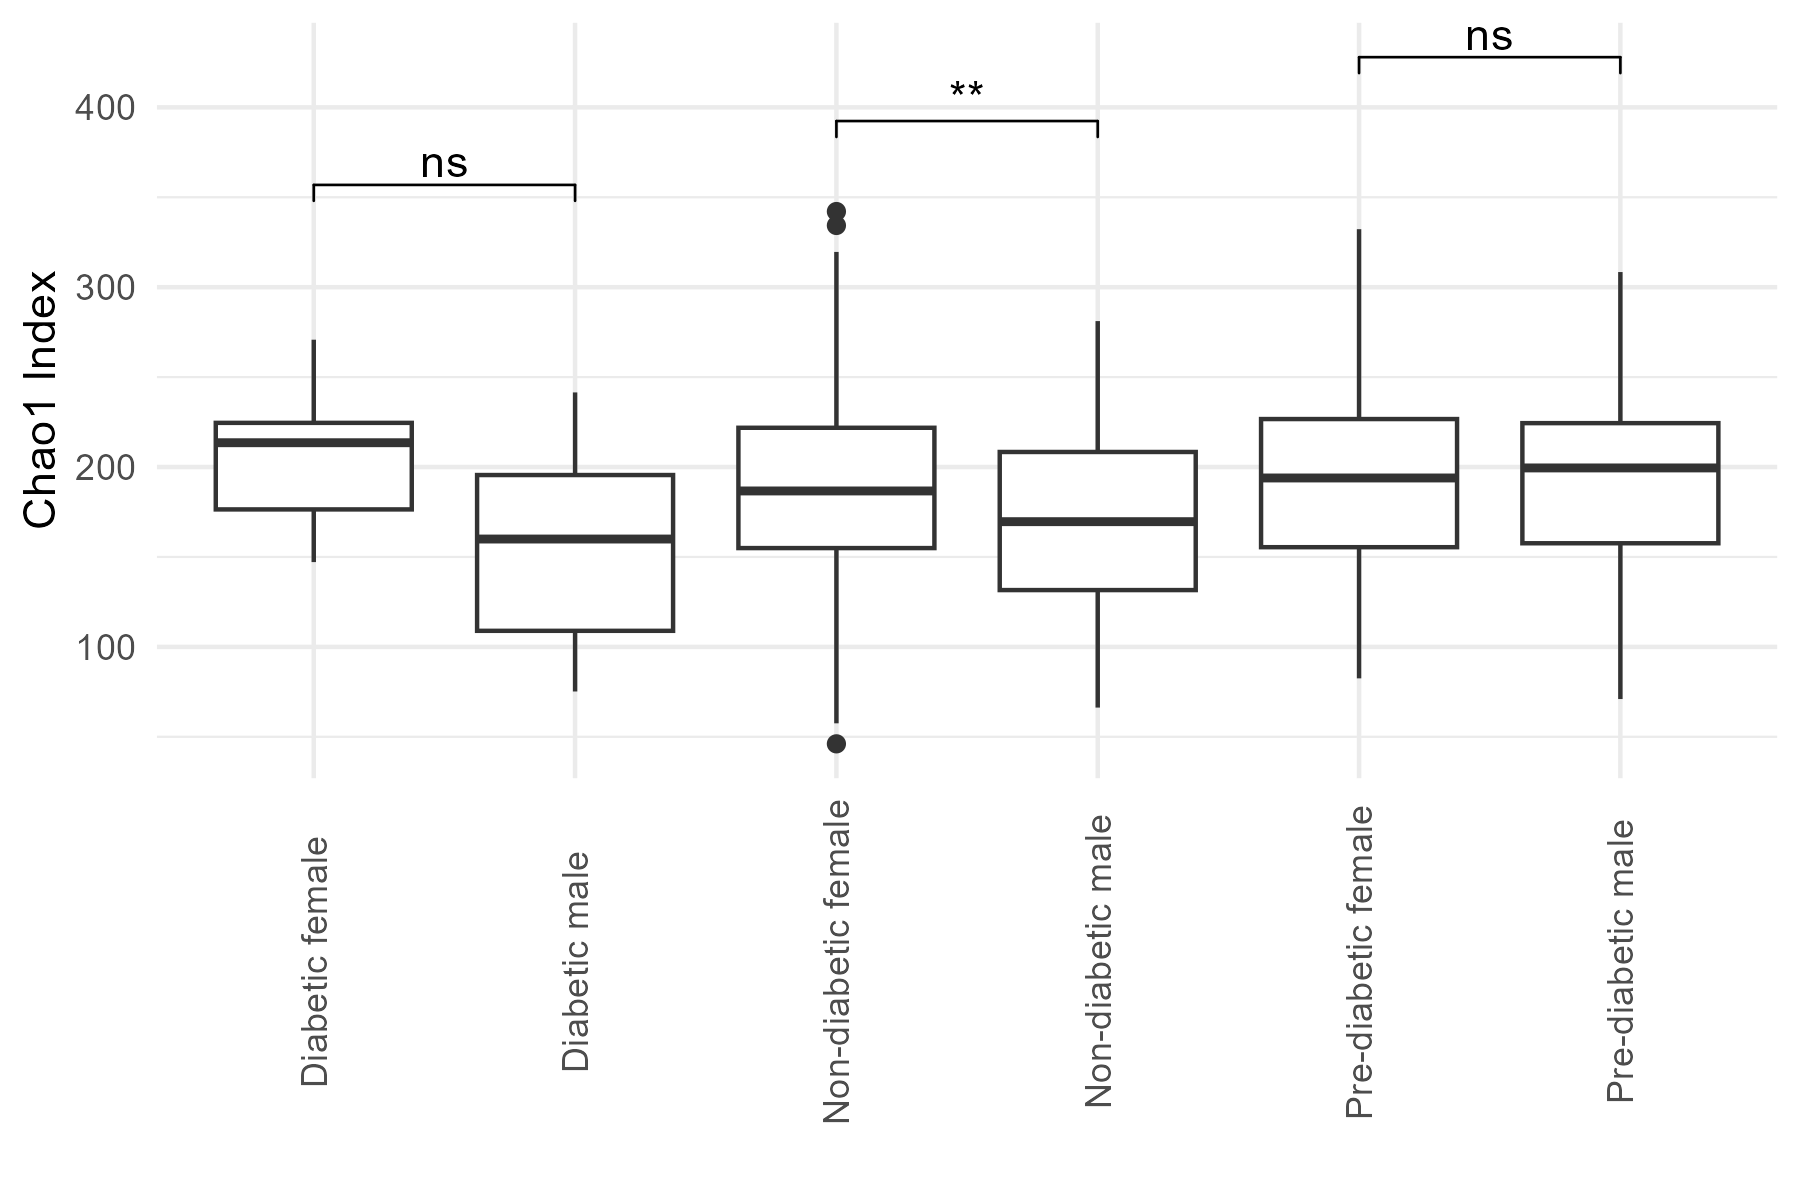 ns
**
ns
400
300
200
100
Chao1 Index
Diabetic female
Diabetic male
Non-diabetic female
Non-diabetic male
Pre-diabetic female
Pre-diabetic male